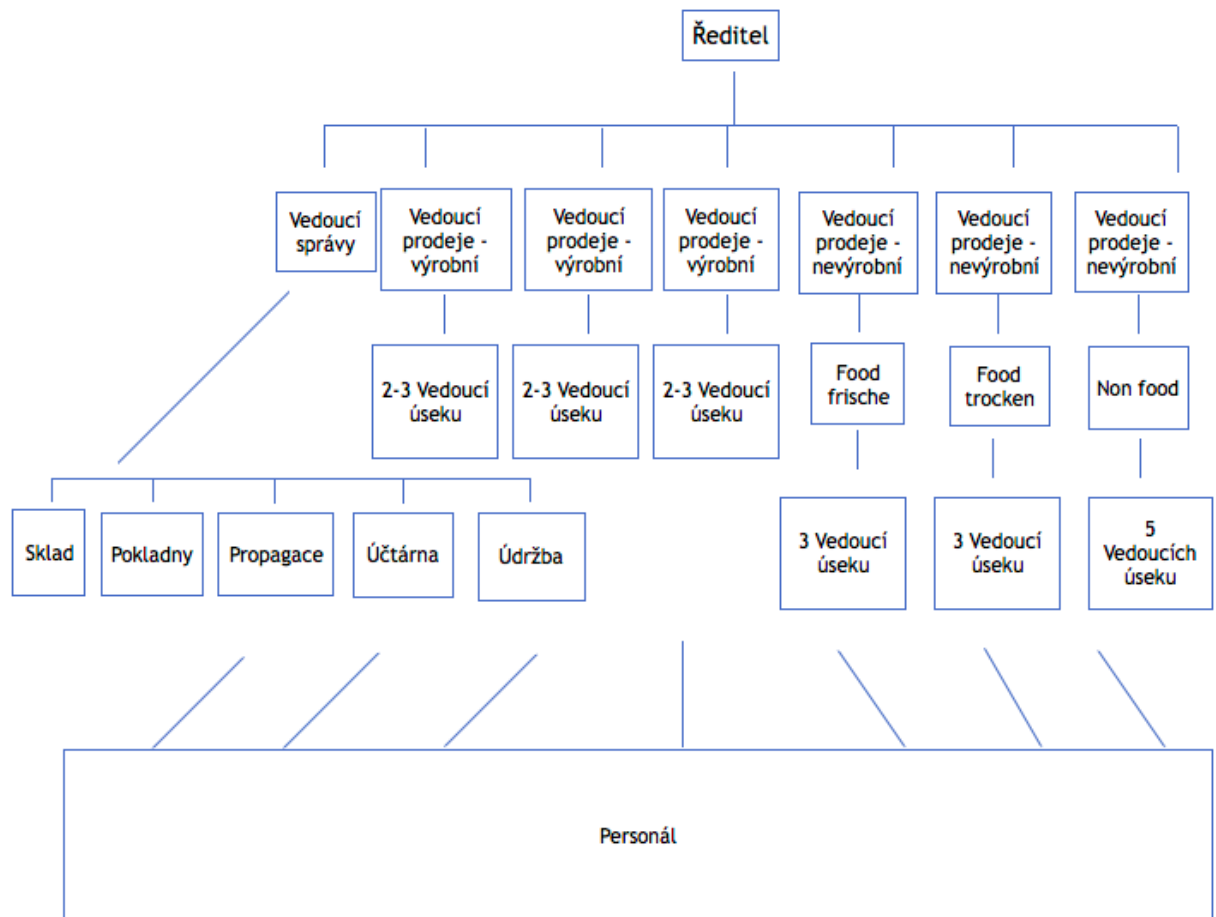 Ředitel
Vedoucí
správy
Vedoucí
prodeje -
výrobní
Vedoucí
prodeje -
výrobní
Vedoucí
prodeje -
výrobní
Vedoucí
prodeje -
nevýrobní
Vedoucí
prodeje -
nevýrobní
Vedoucí
prodeje -
nevýrobní
2-3 Vedoucí
úseku
2-3 Vedoucí
úseku
2-3 Vedoucí
úseku
Food
frische
Food
trocken
Non food
Sklad
Pokladny
Propagace
Účtárna
Údržba
3 Vedoucí
úseku
3 Vedoucí
úseku
5
Vedoucích
úseku
Personál